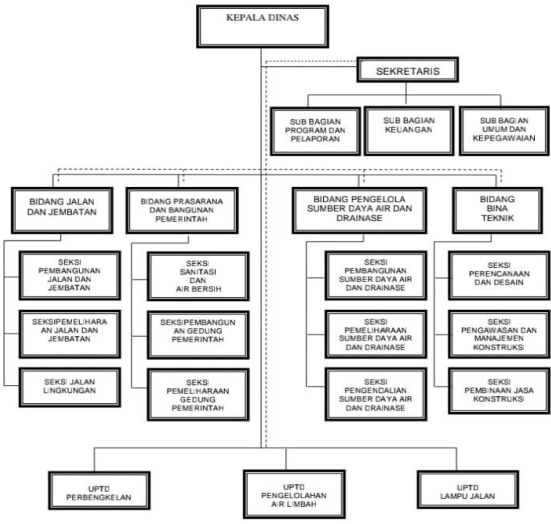 KEPALA DINAS
SEKRETARIS
SUB BAGIAN
PROGRAM DAN
PELAPORAN
SUB BAGIAN
KEUANGAN
SUB BAGIAN
UMUM DAN
KEPEGAWAIAN
BIDANG JALAN
DAN JEMBATAN
BIDANG PRASARANA
DAN BANGUNAN
PEMERINTAH
BIDANG PENGELOLA
SUMBER DAYA AIR DAN
DRAINASE
BIDANG
BINA
TEKNIK
SEKSI
PEMBANGUNAN
JALAN DAN
JEMBATAN
SEKSI
SANITASI
DAN
AIR BERSIH
SEKSI
PEMBANGUNAN
SUMBER DAYA AIR
DAN DRAINASE
SEKSI
PERENCANAAN
DAN DESAIN
SEKSIPEMELIHARA
AN JALAN DAN
JEMBATAN
SEKSIPEMBANGUN
AN GEDUNG
PEMERINTAH
SEKSI
PEMELIHARAAN
SUMBER DAYA AIR
DAN DRAINASE
SEKSI
PENGAWASAN DAN
MANAJEMEN
KONSTRUKSI
SEKSI JALAN
LINGKUNGAN
SEKSI
PEMELIHARAAN
GEDUNG
PEMERINTAH
SEKSI
PENGENDALIAN
SUMBER DAYA AIR
DAN DRAINASE
SEKSI
PEMBINAAN JASA
KONSTRUKSI
UPTD
PERBENGKELAN
UPTD
PENGELOLAHAN
AIR LIMBAH
UPTD
LAMPU JALAN